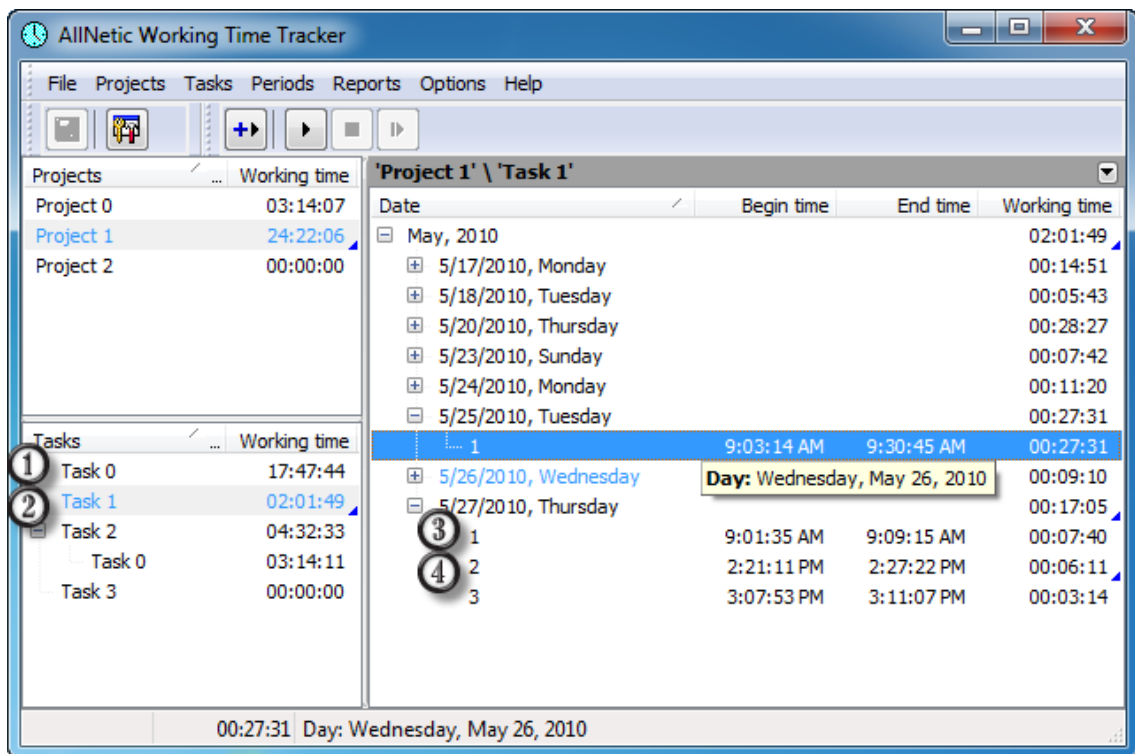 AllNetic Working Time Tracker
File Projects Tasks Periods Reports Options Help
Projects ... Working time
Project 0 03:14:07
Project 1 24:22:06
Project 2 00:00:00
Tasks ... Working time
1 Task 0 17:47:44
2 Task 1 02:01:49
Task 2 04:32:33
Task 0 03:14:11
Task 3 00:00:00
'Project 1' \ 'Task 1'
Date Begin time End time Working time
May, 2010 02:01:49
5/17/2010, Monday 00:14:51
5/18/2010, Tuesday 00:05:43
5/20/2010, Thursday 00:28:27
5/23/2010, Sunday 00:07:42
5/24/2010, Monday 00:11:20
5/25/2010, Tuesday 00:27:31
1 9:03:14 AM 9:30:45 AM 00:27:31
5/26/2010, Wednesday 00:09:10
Day: Wednesday, May 26, 2010
5/27/2010, Thursday 00:17:05
3 1 9:01:35 AM 9:09:15 AM 00:07:40
4 2 2:21:11 PM 2:27:22 PM 00:06:11
3 3:07:53 PM 3:11:07 PM 00:03:14
00:27:31 Day: Wednesday, May 26, 2010